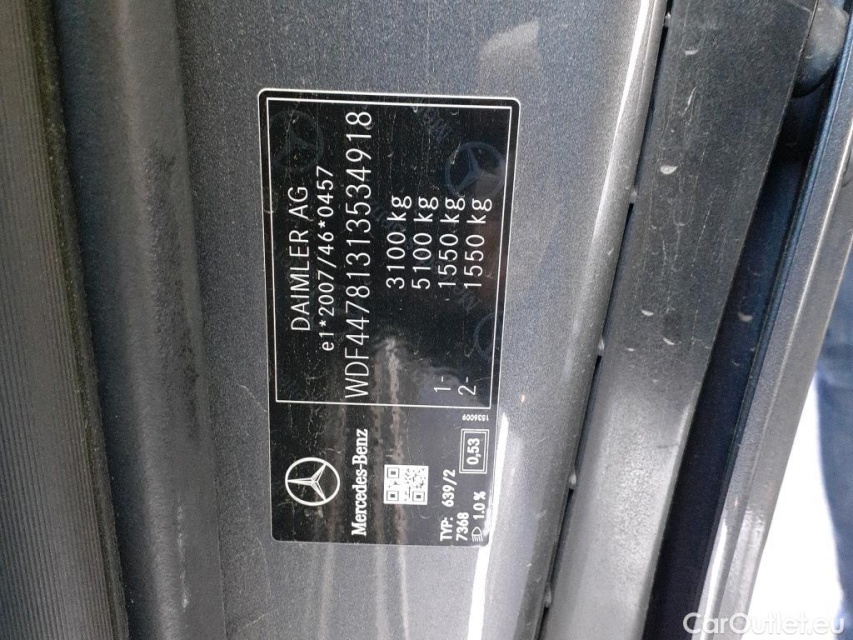 DAIMLER AG
e1*2007/46*0457
WDF44781313534918
3100 kg
5100 kg
1- 1550 kg
2- 1550 kg
Mercedes-Benz
TYP: 639/2
7368
1.0 %
0,53
1536009
CarOutlet.eu